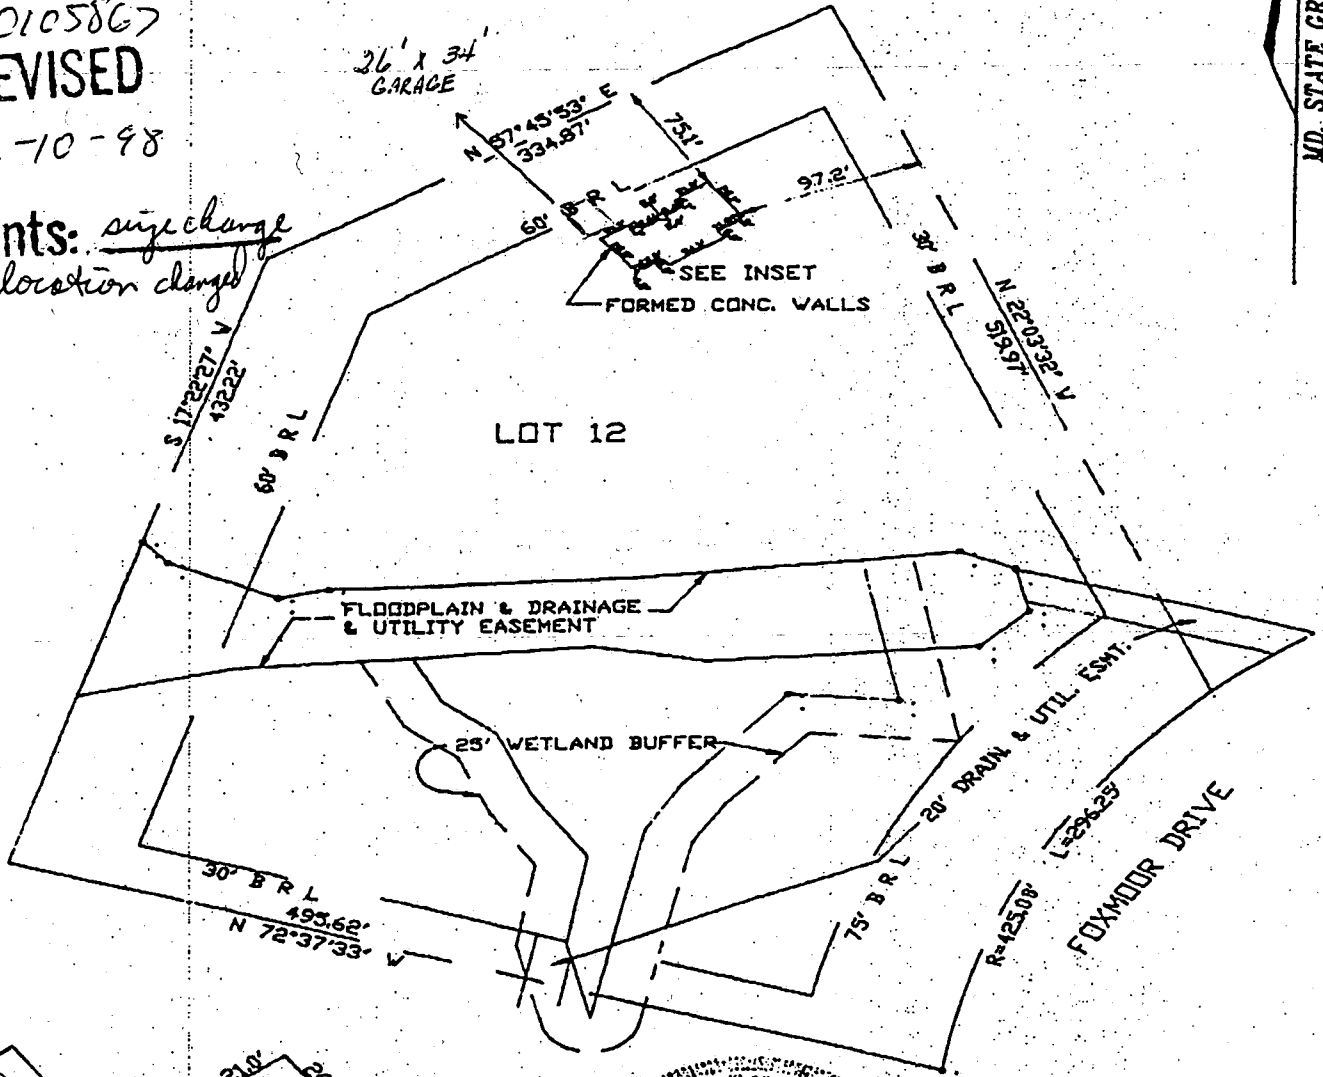 0105867
EVISED
-10-98
nts: size change
location changed
26' X 34'
GARAGE
MD. STATE GR
N 57°45'53" E
334.87'
75.1'
97.2'
60' B R L
SEE INSET
FORMED CONC. WALLS
30' B R L
N 22°03'32" W
519.97'
S 17°22'27" W
432.22'
60' B R L
LOT 12
FLOODPLAIN & DRAINAGE
& UTILITY EASEMENT
25' WETLAND BUFFER
20' DRAIN. & UTIL. ESMT.
30' B R L
495.62'
N 72°37'33" W
75' B R L
L=296.25'
R=425.08'
FOXMOOR DRIVE
21.0'